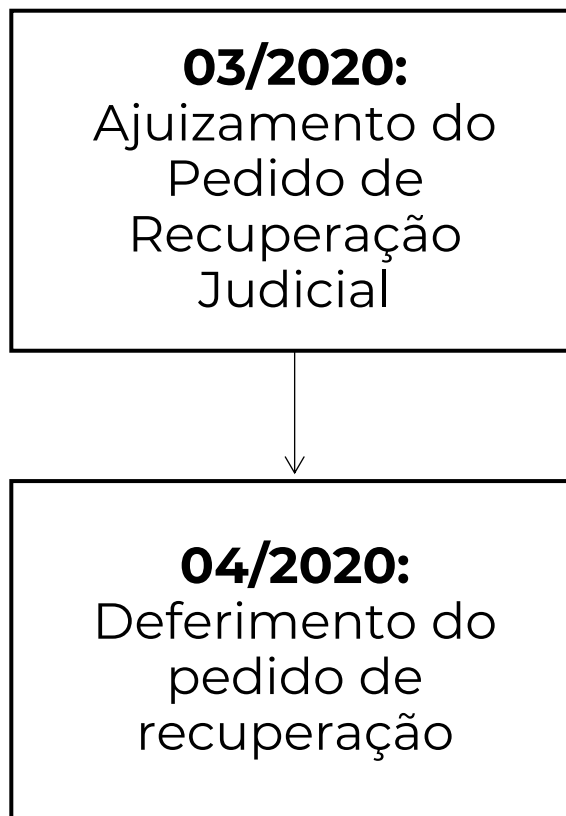 03/2020:
Ajuizamento do
Pedido de
Recuperação
Judicial
04/2020:
Deferimento do
pedido de
recuperação